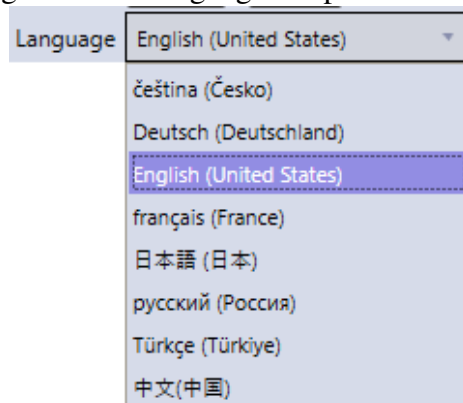 Language English (United States)
čeština (Česko)
Deutsch (Deutschland)
English (United States)
français (France)
日本語 (日本)
русский (Россия)
Türkçe (Türkiye)
中文(中国)